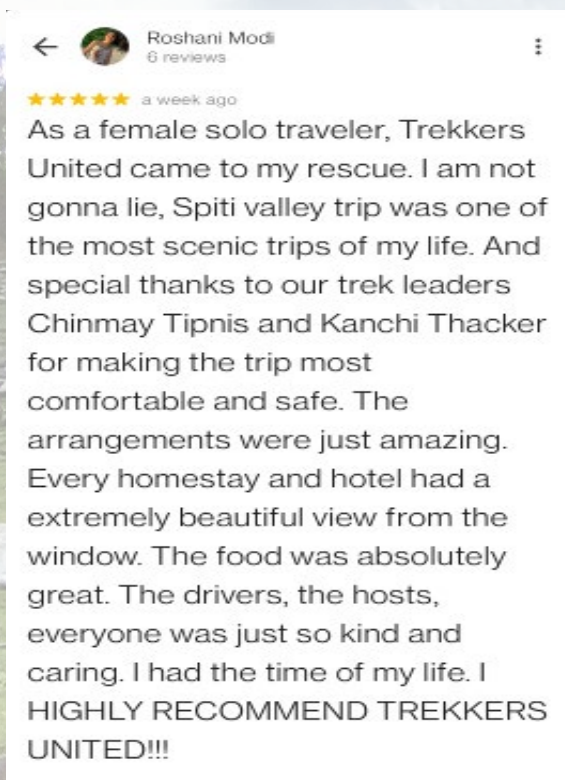 Roshani Modi
6 reviews
a week ago
As a female solo traveler, Trekkers
United came to my rescue. I am not
gonna lie, Spiti valley trip was one of
the most scenic trips of my life. And
special thanks to our trek leaders
Chinmay Tipnis and Kanchi Thacker
for making the trip most
comfortable and safe. The
arrangements were just amazing.
Every homestay and hotel had a
extremely beautiful view from the
window. The food was absolutely
great. The drivers, the hosts,
everyone was just so kind and
caring. I had the time of my life. I
HIGHLY RECOMMEND TREKKERS
UNITED!!!